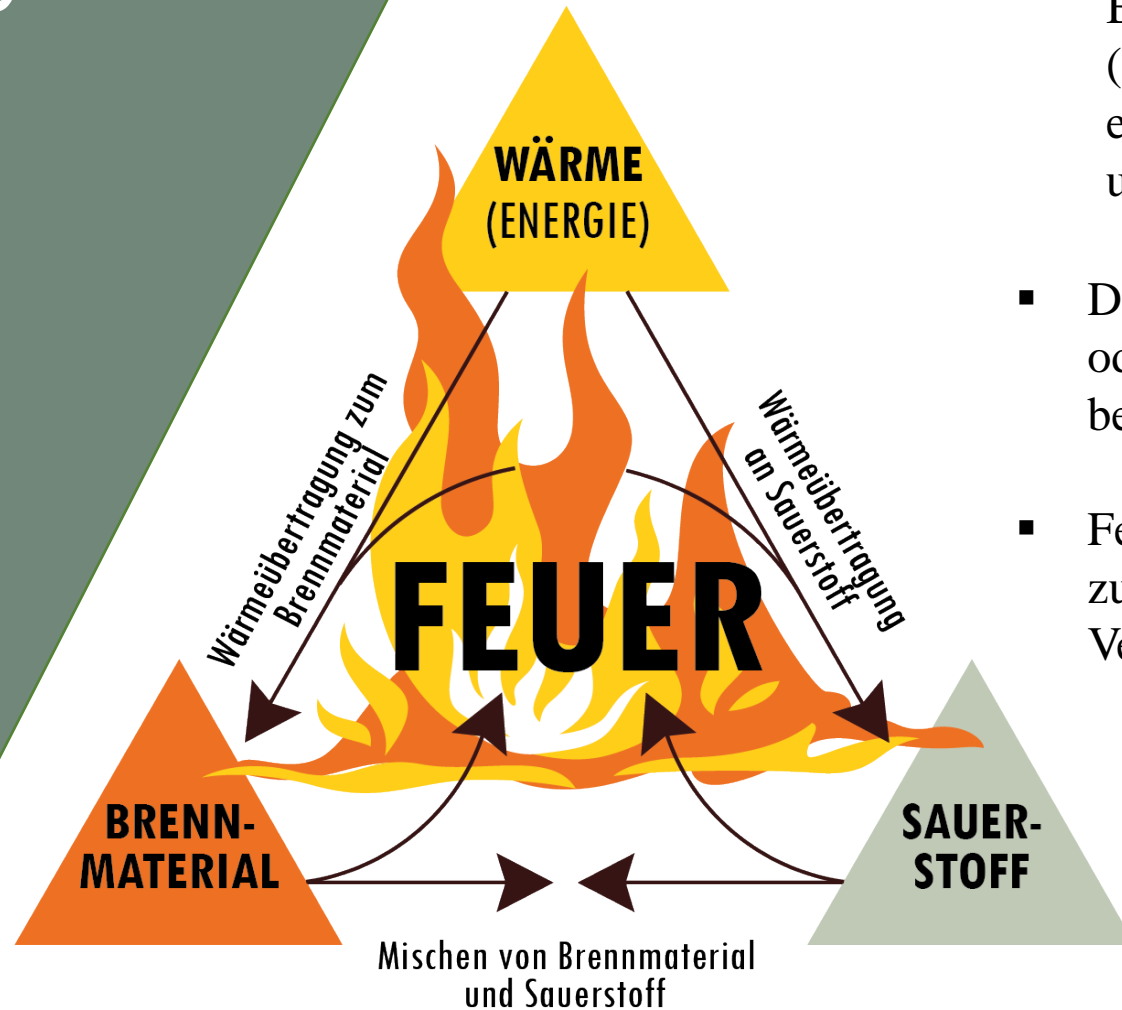 WÄRME
(ENERGIE)
Wärmeübertragung zum
Brennmaterial
Wärmeübertragung
an Sauerstoff
FEUER
BRENN-
MATERIAL
SAUER-
STOFF
Mischen von Brennmaterial
und Sauerstoff